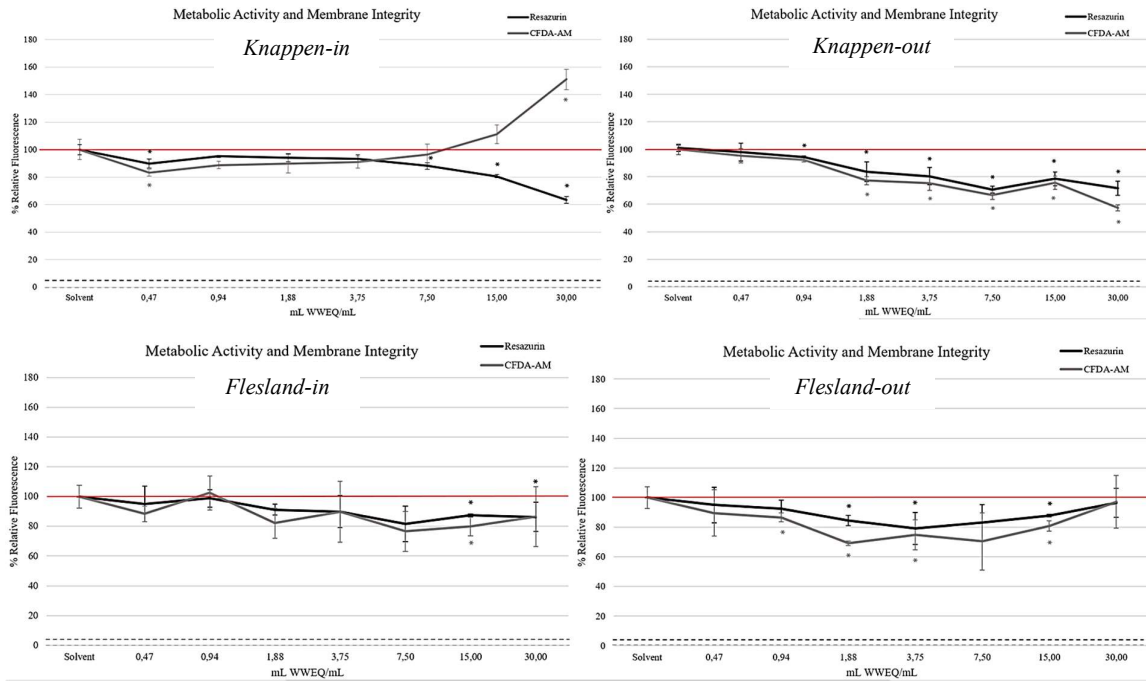 Metabolic Activity and Membrane Integrity
Resazurin
CFDA-AM
Knappen-in
% Relative Fluorescence
180
160
140
120
100
80
60
40
20
0
*
*
*
*
*
*
Solvent 0,47 0,94 1,88 3,75 7,50 15,00 30,00
mL WWEQ/mL
Metabolic Activity and Membrane Integrity
Resazurin
CFDA-AM
Knappen-out
% Relative Fluorescence
180
160
140
120
100
80
60
40
20
0
*
*
*
*
*
*
*
*
*
*
*
Solvent 0,47 0,94 1,88 3,75 7,50 15,00 30,00
mL WWEQ/mL
Metabolic Activity and Membrane Integrity
Resazurin
CFDA-AM
Flesland-in
% Relative Fluorescence
180
160
140
120
100
80
60
40
20
0
*
*
*
Solvent 0,47 0,94 1,88 3,75 7,50 15,00 30,00
mL WWEQ/mL
Metabolic Activity and Membrane Integrity
Resazurin
CFDA-AM
Flesland-out
% Relative Fluorescence
180
160
140
120
100
80
60
40
20
0
*
*
*
*
*
*
*
Solvent 0,47 0,94 1,88 3,75 7,50 15,00 30,00
mL WWEQ/mL